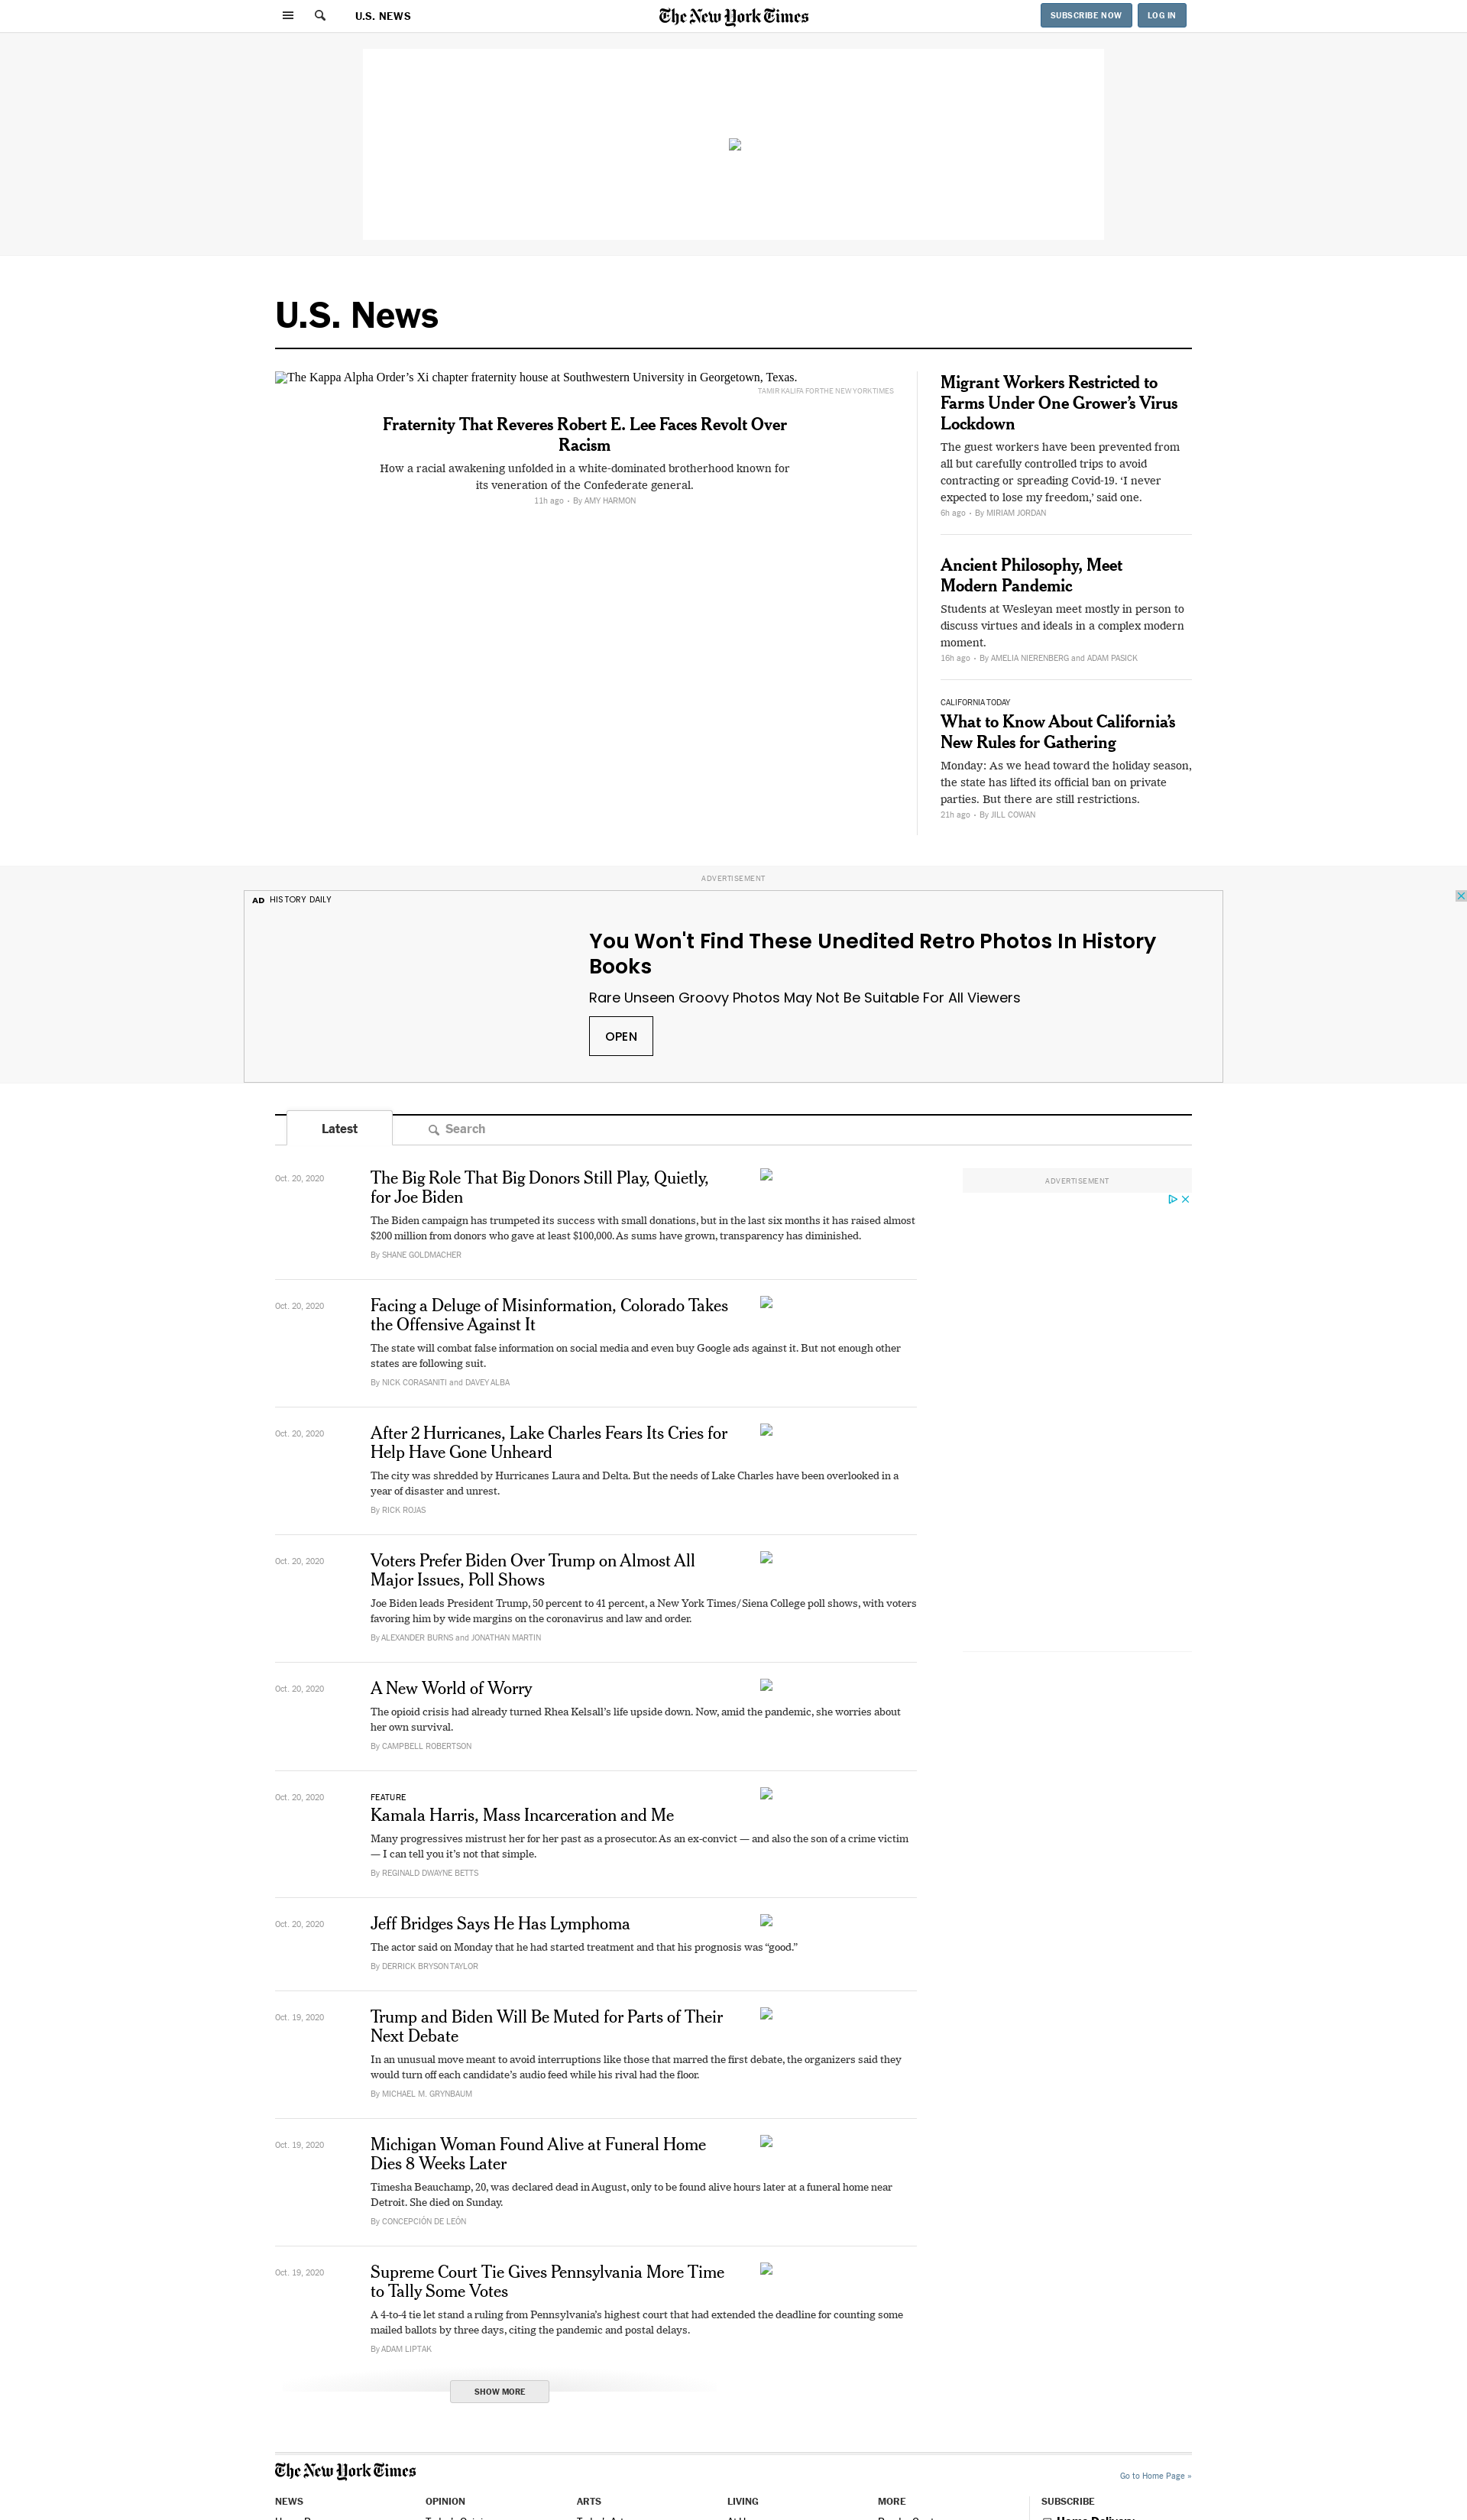 U.S. NEWS
The New York Times
SUBSCRIBE NOW
LOG IN
U.S. News
The Kappa Alpha Order’s Xi chapter fraternity house at Southwestern University in Georgetown, Texas.
TAMIR KALIFA FOR THE NEW YORK TIMES
Fraternity That Reveres Robert E. Lee Faces Revolt Over
Racism
How a racial awakening unfolded in a white-dominated brotherhood known for
its veneration of the Confederate general.
11h ago • By AMY HARMON
Migrant Workers Restricted to
Farms Under One Grower’s Virus
Lockdown
The guest workers have been prevented from
all but carefully controlled trips to avoid
contracting or spreading Covid-19. ‘I never
expected to lose my freedom,’ said one.
6h ago • By MIRIAM JORDAN
Ancient Philosophy, Meet
Modern Pandemic
Students at Wesleyan meet mostly in person to
discuss virtues and ideals in a complex modern
moment.
16h ago • By AMELIA NIERENBERG and ADAM PASICK
CALIFORNIA TODAY
What to Know About California’s
New Rules for Gathering
Monday: As we head toward the holiday season,
the state has lifted its official ban on private
parties. But there are still restrictions.
21h ago • By JILL COWAN
ADVERTISEMENT
AD HISTORY DAILY
You Won't Find These Unedited Retro Photos In History
Books
Rare Unseen Groovy Photos May Not Be Suitable For All Viewers
OPEN
Latest
Search
Oct. 20, 2020
The Big Role That Big Donors Still Play, Quietly,
for Joe Biden
The Biden campaign has trumpeted its success with small donations, but in the last six months it has raised almost
$200 million from donors who gave at least $100,000. As sums have grown, transparency has diminished.
By SHANE GOLDMACHER
ADVERTISEMENT
Oct. 20, 2020
Facing a Deluge of Misinformation, Colorado Takes
the Offensive Against It
The state will combat false information on social media and even buy Google ads against it. But not enough other
states are following suit.
By NICK CORASANITI and DAVEY ALBA
Oct. 20, 2020
After 2 Hurricanes, Lake Charles Fears Its Cries for
Help Have Gone Unheard
The city was shredded by Hurricanes Laura and Delta. But the needs of Lake Charles have been overlooked in a
year of disaster and unrest.
By RICK ROJAS
Oct. 20, 2020
Voters Prefer Biden Over Trump on Almost All
Major Issues, Poll Shows
Joe Biden leads President Trump, 50 percent to 41 percent, a New York Times/Siena College poll shows, with voters
favoring him by wide margins on the coronavirus and law and order.
By ALEXANDER BURNS and JONATHAN MARTIN
Oct. 20, 2020
A New World of Worry
The opioid crisis had already turned Rhea Kelsall’s life upside down. Now, amid the pandemic, she worries about
her own survival.
By CAMPBELL ROBERTSON
Oct. 20, 2020
FEATURE
Kamala Harris, Mass Incarceration and Me
Many progressives mistrust her for her past as a prosecutor. As an ex-convict — and also the son of a crime victim
— I can tell you it’s not that simple.
By REGINALD DWAYNE BETTS
Oct. 20, 2020
Jeff Bridges Says He Has Lymphoma
The actor said on Monday that he had started treatment and that his prognosis was “good.”
By DERRICK BRYSON TAYLOR
Oct. 19, 2020
Trump and Biden Will Be Muted for Parts of Their
Next Debate
In an unusual move meant to avoid interruptions like those that marred the first debate, the organizers said they
would turn off each candidate’s audio feed while his rival had the floor.
By MICHAEL M. GRYNBAUM
Oct. 19, 2020
Michigan Woman Found Alive at Funeral Home
Dies 8 Weeks Later
Timesha Beauchamp, 20, was declared dead in August, only to be found alive hours later at a funeral home near
Detroit. She died on Sunday.
By CONCEPCIÓN DE LEÓN
Oct. 19, 2020
Supreme Court Tie Gives Pennsylvania More Time
to Tally Some Votes
A 4-to-4 tie let stand a ruling from Pennsylvania’s highest court that had extended the deadline for counting some
mailed ballots by three days, citing the pandemic and postal delays.
By ADAM LIPTAK
SHOW MORE
The New York Times
Go to Home Page »
NEWS
OPINION
ARTS
LIVING
MORE
SUBSCRIBE